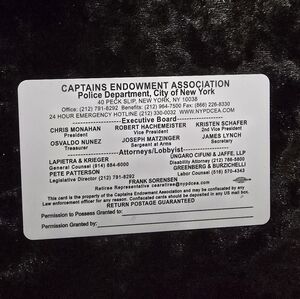 CAPTAINS ENDOWMENT ASSOCIATION
Police Department, City of New York
40 PECK SLIP, NEW YORK, NY 10038
Office: (212) 791-8292 Benefits: (212) 964-7500 Fax: (866) 226-8330
24 HOUR EMERGENCY HOTLINE (212) 330-0032 WWW.NYPDCEA.COM
Executive Board
CHRIS MONAHAN ROBERT HACHEMEISTER KRISTEN SCHAFER
President Vice President 2nd Vice President
OSVALDO NUNEZ JOSEPH MATZINGER JAMES LYNCH
Treasurer Sergeant at Arms Secretary
Attorneys/Lobbyist
LAPIETRA & KRIEGER UNGARO CIFUNI & JAFFE, LLP
General Counsel (914) 684-6000 Disability Attorney (212) 766-5800
PETE PATTERSON GREENBERG & BURZICHELLI
Legislative Director (212) 791-8292 Labor Counsel (516) 570-4343
FRANK SORENSEN
Retiree Representative cearetiree@nypdcea.com
This card is the property of the Captains Endowment Association and may be confiscated by any
Law enforcement officer for any reason. Confiscated cards should be deposited in any US mail box.
RETURN POSTAGE GUARANTEED
Permission to Possess Granted to:
Permission Granted by: